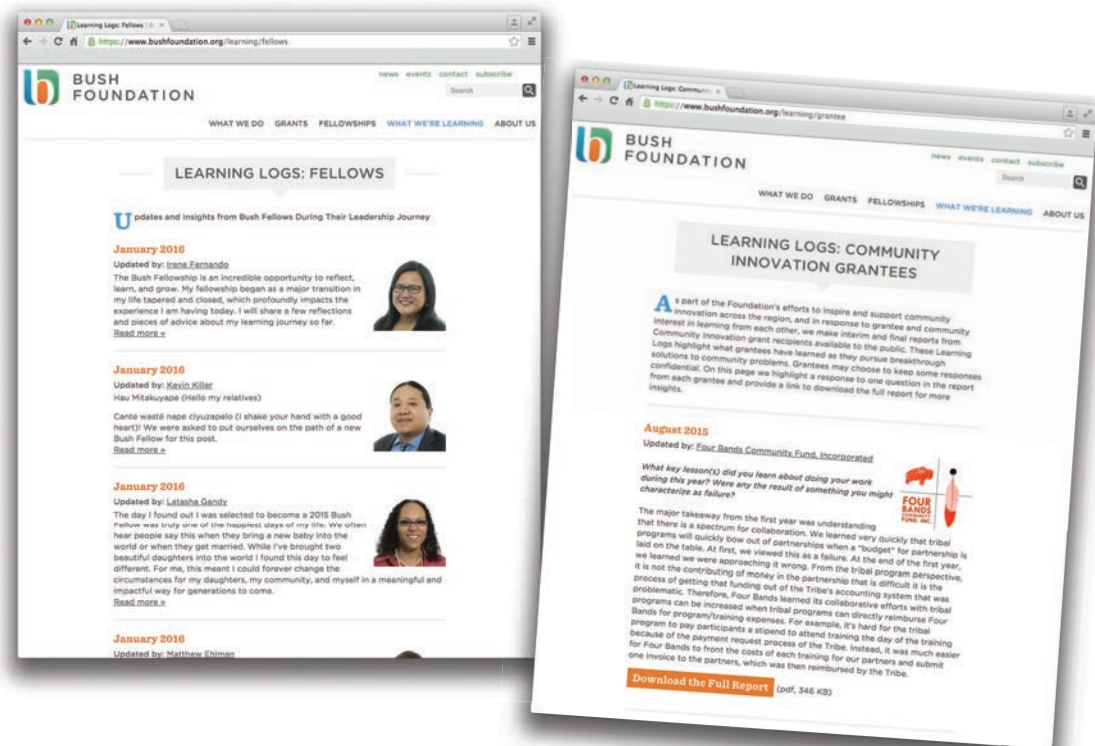 Learning Logs: Fellows |
https://www.bushfoundation.org/learning/fellows
BUSH
FOUNDATION
news events contact subscribe
Search
WHAT WE DO GRANTS FELLOWSHIPS WHAT WE'RE LEARNING ABOUT US
LEARNING LOGS: FELLOWS
Updates and Insights from Bush Fellows During Their Leadership Journey
January 2016
Updated by: Irene Fernando
The Bush Fellowship is an incredible opportunity to reflect,
learn, and grow. My fellowship began as a major transition in
my life tapered and closed, which profoundly impacts the
experience I am having today. I will share a few reflections
and pieces of advice about my learning journey so far.
Read more »
January 2016
Updated by: Kevin Killer
Hau Mitakuyape (Hello my relatives)
Cante wasté nape ciyuzapelo (I shake your hand with a good
heart)! We were asked to put ourselves on the path of a new
Bush Fellow for this post.
Read more »
January 2016
Updated by: Latasha Gandy
The day I found out I was selected to become a 2015 Bush
Fellow was truly one of the happiest days of my life. We often
hear people say this when they bring a new baby into the
world or when they get married. While I've brought two
beautiful daughters into the world I found this day to feel
different. For me, this meant I could forever change the
circumstances for my daughters, my community, and myself in a meaningful and
impactful way for generations to come.
Read more »
January 2016
Updated by: Matthew Ehlman
Learning Logs: Commun
https://www.bushfoundation.org/learning/grantee
BUSH
FOUNDATION
news events contact subscribe
Search
WHAT WE DO GRANTS FELLOWSHIPS WHAT WE'RE LEARNING ABOUT US
LEARNING LOGS: COMMUNITY
INNOVATION GRANTEES
As part of the Foundation's efforts to inspire and support community
innovation across the region, and in response to grantee and community
interest in learning from each other, we make interim and final reports from
Community Innovation grant recipients available to the public. These Learning
Logs highlight what grantees have learned as they pursue breakthrough
solutions to community problems. Grantees may choose to keep some responses
confidential. On this page we highlight a response to one question in the report
from each grantee and provide a link to download the full report for more
insights.
August 2015
Updated by: Four Bands Community Fund, Incorporated
What key lesson(s) did you learn about doing your work
during this year? Were any the result of something you might
characterize as failure?
FOUR
BANDS
COMMUNITY
FUND, INC.
The major takeaway from the first year was understanding
that there is a spectrum for collaboration. We learned very quickly that tribal
programs will quickly bow out of partnerships when a "budget" for partnership is
laid on the table. At first, we viewed this as a failure. At the end of the first year,
we learned we were approaching it wrong. From the tribal program perspective,
it is not the contributing of money in the partnership that is difficult it is the
process of getting that funding out of the Tribe's accounting system that was
problematic. Therefore, Four Bands learned its collaborative efforts with tribal
programs can be increased when tribal programs can directly reimburse Four
Bands for program/training expenses. For example, it's hard for the tribal
program to pay participants a stipend to attend training the day of the training
because of the payment request process of the Tribe. Instead, it was much easier
for Four Bands to front the costs of each training for our partners and submit
one invoice to the partners, which was then reimbursed by the Tribe.
Download the Full Report (pdf, 346 KB)